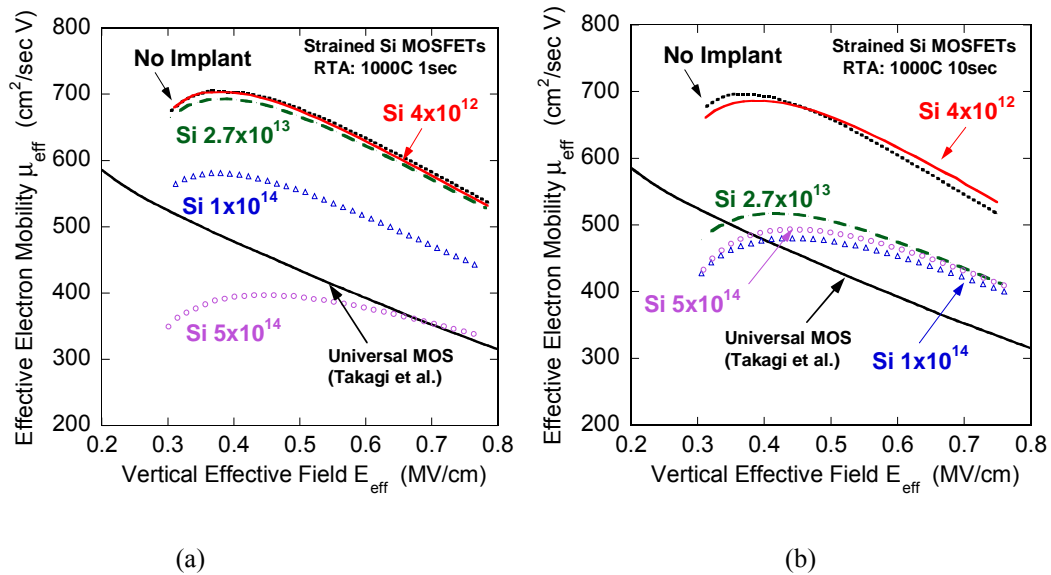 Effective Electron Mobility μ_eff (cm²/sec V)
800
700
600
500
400
300
200
No Implant
Strained Si MOSFETs
RTA: 1000C 1sec
Si 4x10¹²
Si 2.7x10¹³
Si 1x10¹⁴
Si 5x10¹⁴
Universal MOS
(Takagi et al.)
0.2 0.3 0.4 0.5 0.6 0.7 0.8
Vertical Effective Field E_eff (MV/cm)
(a)
Effective Electron Mobility μ_eff (cm²/sec V)
800
700
600
500
400
300
200
No Implant
Strained Si MOSFETs
RTA: 1000C 10sec
Si 4x10¹²
Si 2.7x10¹³
Si 5x10¹⁴
Universal MOS
(Takagi et al.)
Si 1x10¹⁴
0.2 0.3 0.4 0.5 0.6 0.7 0.8
Vertical Effective Field E_eff (MV/cm)
(b)